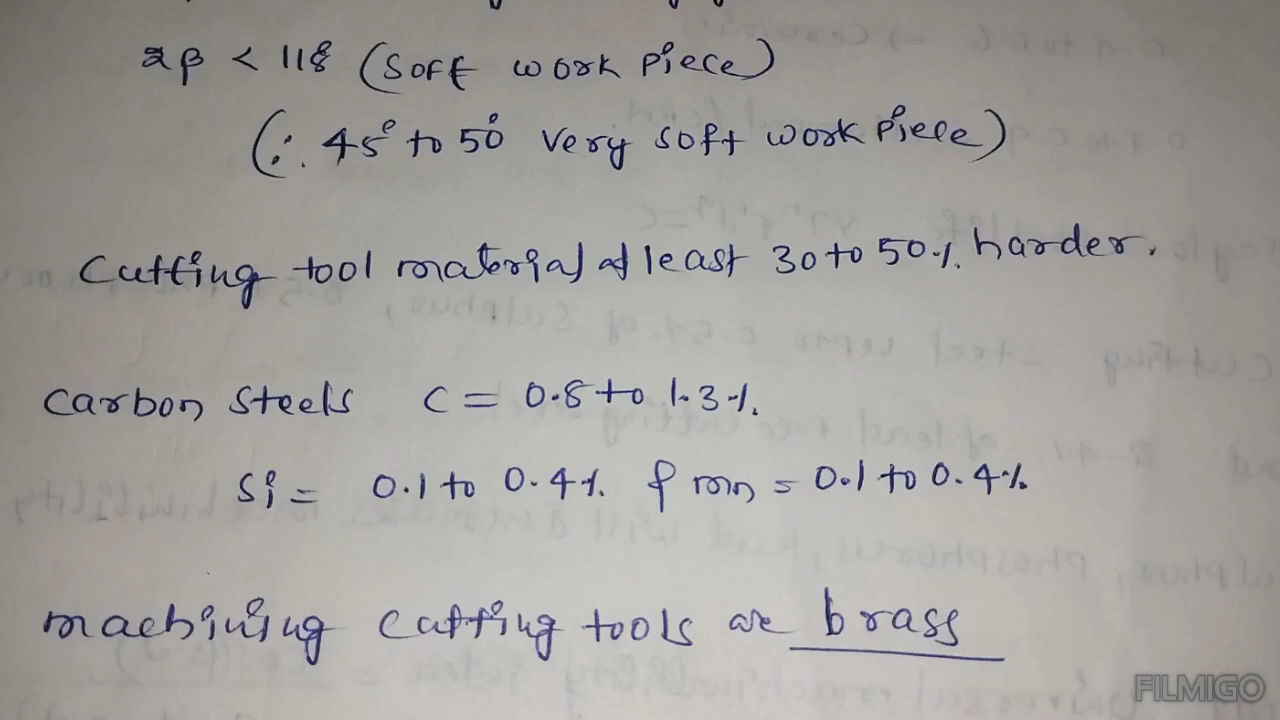 2β < 118 (soft work piece)
(∵ 45° to 50° very soft work piece)
Cutting tool material at least 30 to 50% harder.
Carbon steels C = 0.8 to 1.3%.
Si = 0.1 to 0.4% & mn = 0.1 to 0.4%
machining cutting tools are brass
FILMIGO